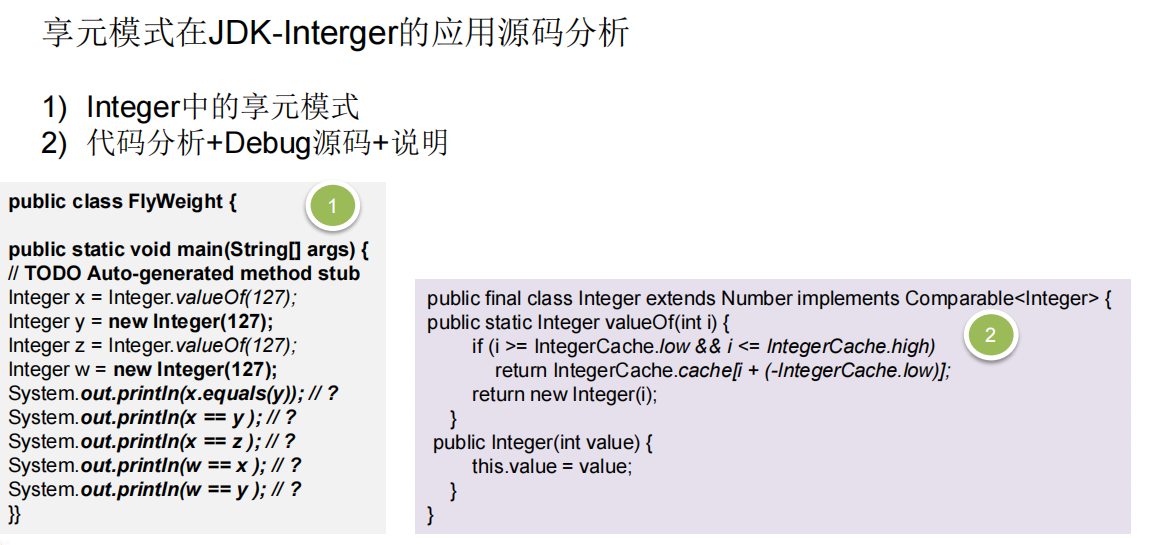 享元模式在JDK-Interger的应用源码分析
1) Integer中的享元模式
2) 代码分析+Debug源码+说明
1
public class FlyWeight {
public static void main(String[] args) {
// TODO Auto-generated method stub
Integer x = Integer.valueOf(127);
Integer y = new Integer(127);
Integer z = Integer.valueOf(127);
Integer w = new Integer(127);
System.out.println(x.equals(y)); // ?
System.out.println(x == y ); // ?
System.out.println(x == z ); // ?
System.out.println(w == x ); // ?
System.out.println(w == y ); // ?
}}
2
public final class Integer extends Number implements Comparable<Integer> {
public static Integer valueOf(int i) {
if (i >= IntegerCache.low && i <= IntegerCache.high)
return IntegerCache.cache[i + (-IntegerCache.low)];
return new Integer(i);
}
public Integer(int value) {
this.value = value;
}
}